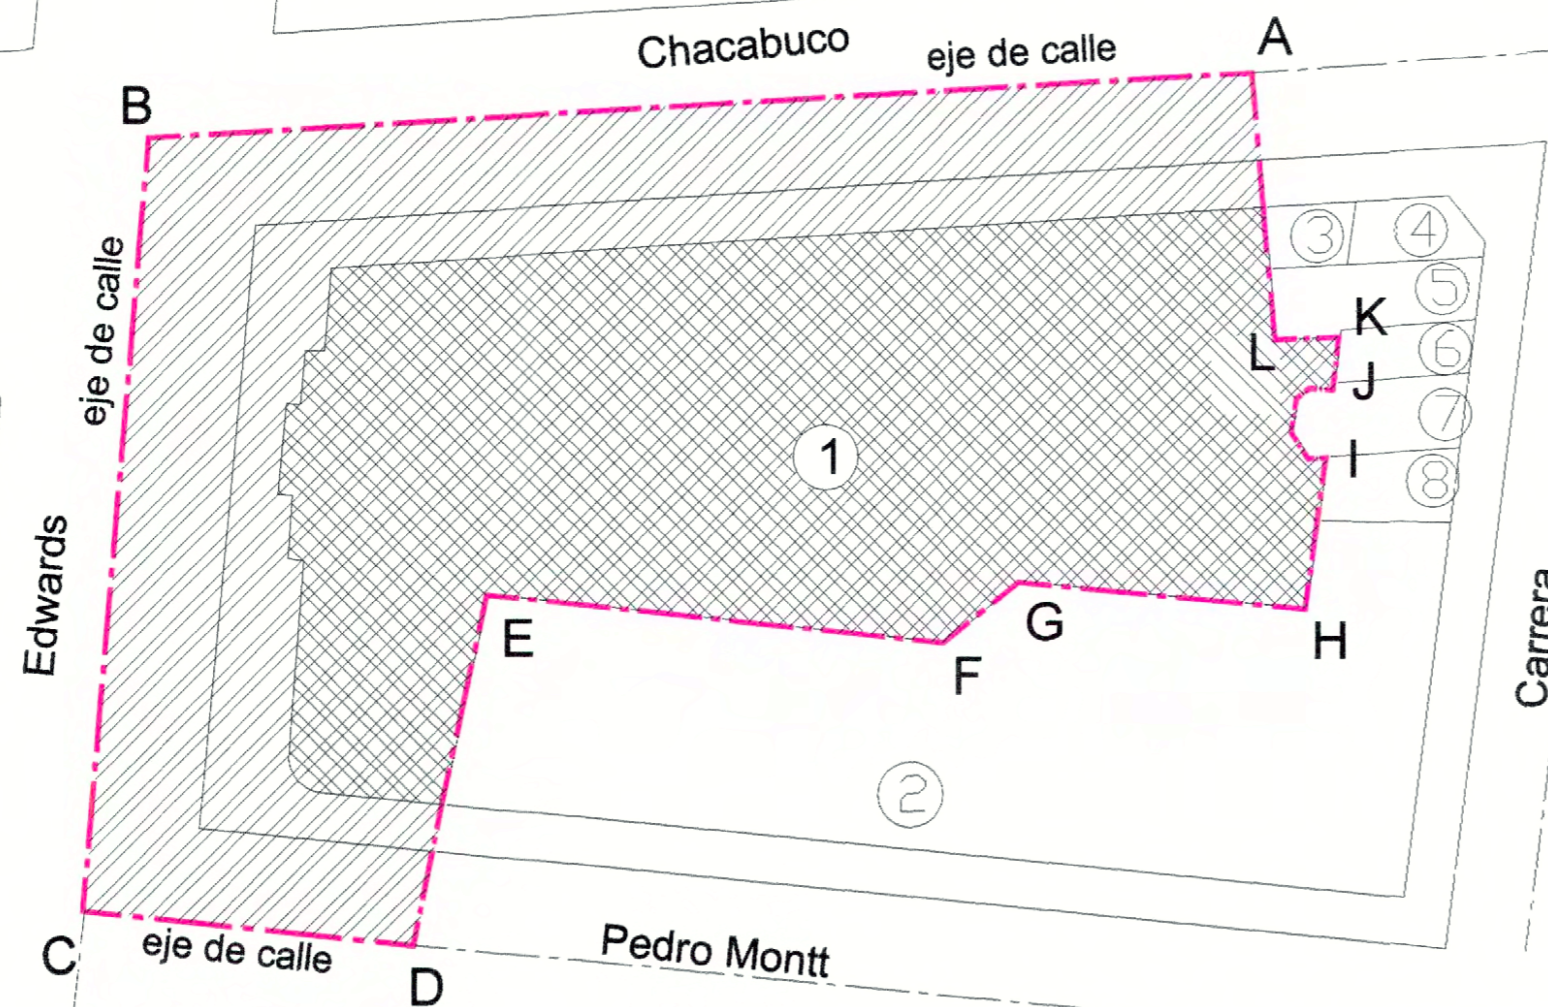 A
Chacabuco
eje de calle
B
3
4
5
K
eje de calle
6
L
J
7
1
I
8
Edwards
E
G
H
Carrera
F
2
Pedro Montt
eje de calle
C
D